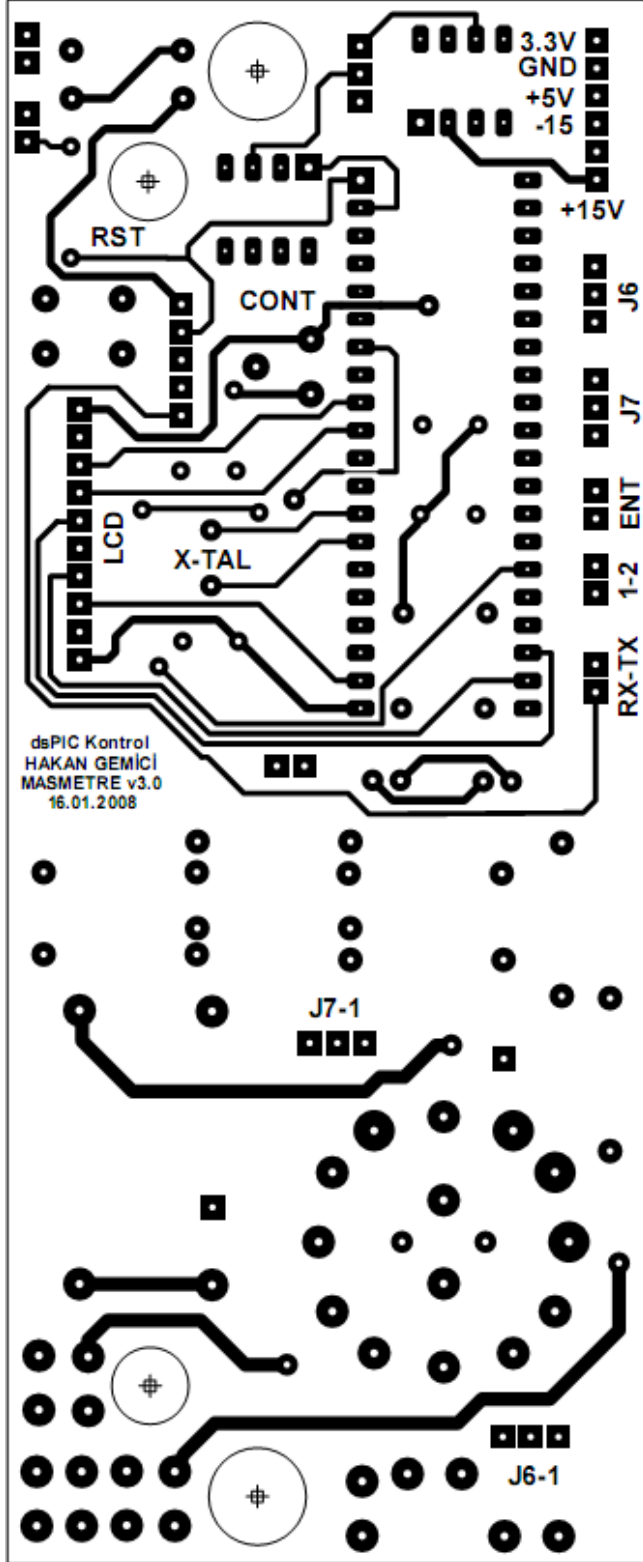 3.3V
GND
+5V
-15
+15V
RST
CONT
J6
J7
LCD
ENT
X-TAL
1-2
RX-TX
dsPIC Kontrol
HAKAN GEMİCİ
MASMETRE v3.0
16.01.2008
J7-1
J6-1